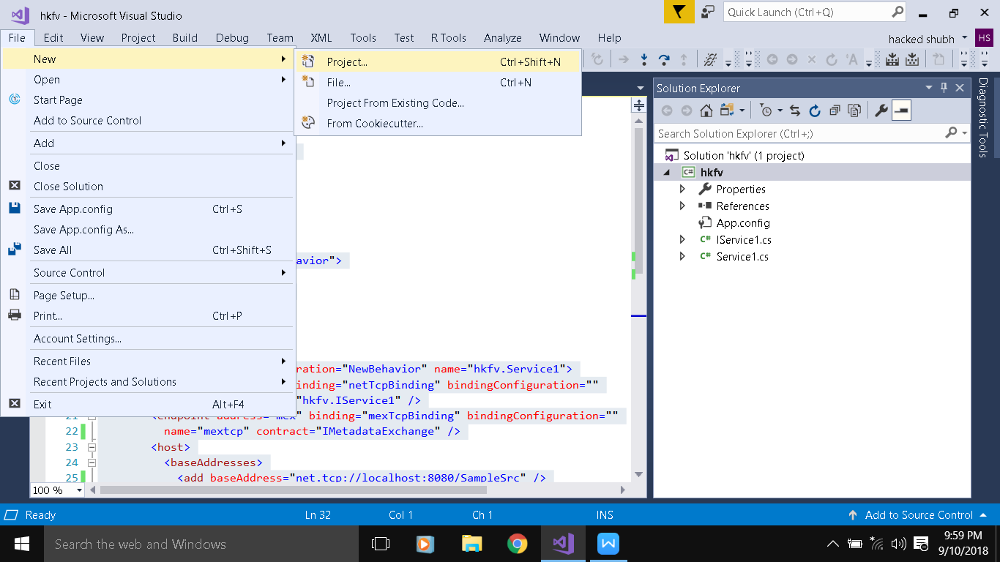 hkfv - Microsoft Visual Studio
Quick Launch (Ctrl+Q)
File Edit View Project Build Debug Team XML Tools Test R Tools Analyze Window Help
hacked shubh HS
New
Open
Start Page
Add to Source Control
Add
Close
Close Solution
Save App.config Ctrl+S
Save App.config As...
Save All Ctrl+Shift+S
Source Control
Page Setup...
Print... Ctrl+P
Account Settings...
Recent Files
Recent Projects and Solutions
Exit Alt+F4
Project... Ctrl+Shift+N
File... Ctrl+N
Project From Existing Code...
From Cookiecutter...
avior">
ration="NewBehavior" name="hkfv.Service1">
inding="netTcpBinding" bindingConfiguration=""
"hkfv.IService1" />
21 <endpoint address="mex" binding="mexTcpBinding" bindingConfiguration=""
22 name="mextcp" contract="IMetadataExchange" />
23 <host>
24 <baseAddresses>
25 <add baseAddress="net.tcp://localhost:8080/SampleSrc" />
100 %
Solution Explorer
Search Solution Explorer (Ctrl+;)
Solution 'hkfv' (1 project)
C# hkfv
Properties
References
App.config
C# IService1.cs
C# Service1.cs
Diagnostic Tools
Ready Ln 32 Col 1 Ch 1 INS Add to Source Control
Search the web and Windows
9:59 PM
9/10/2018